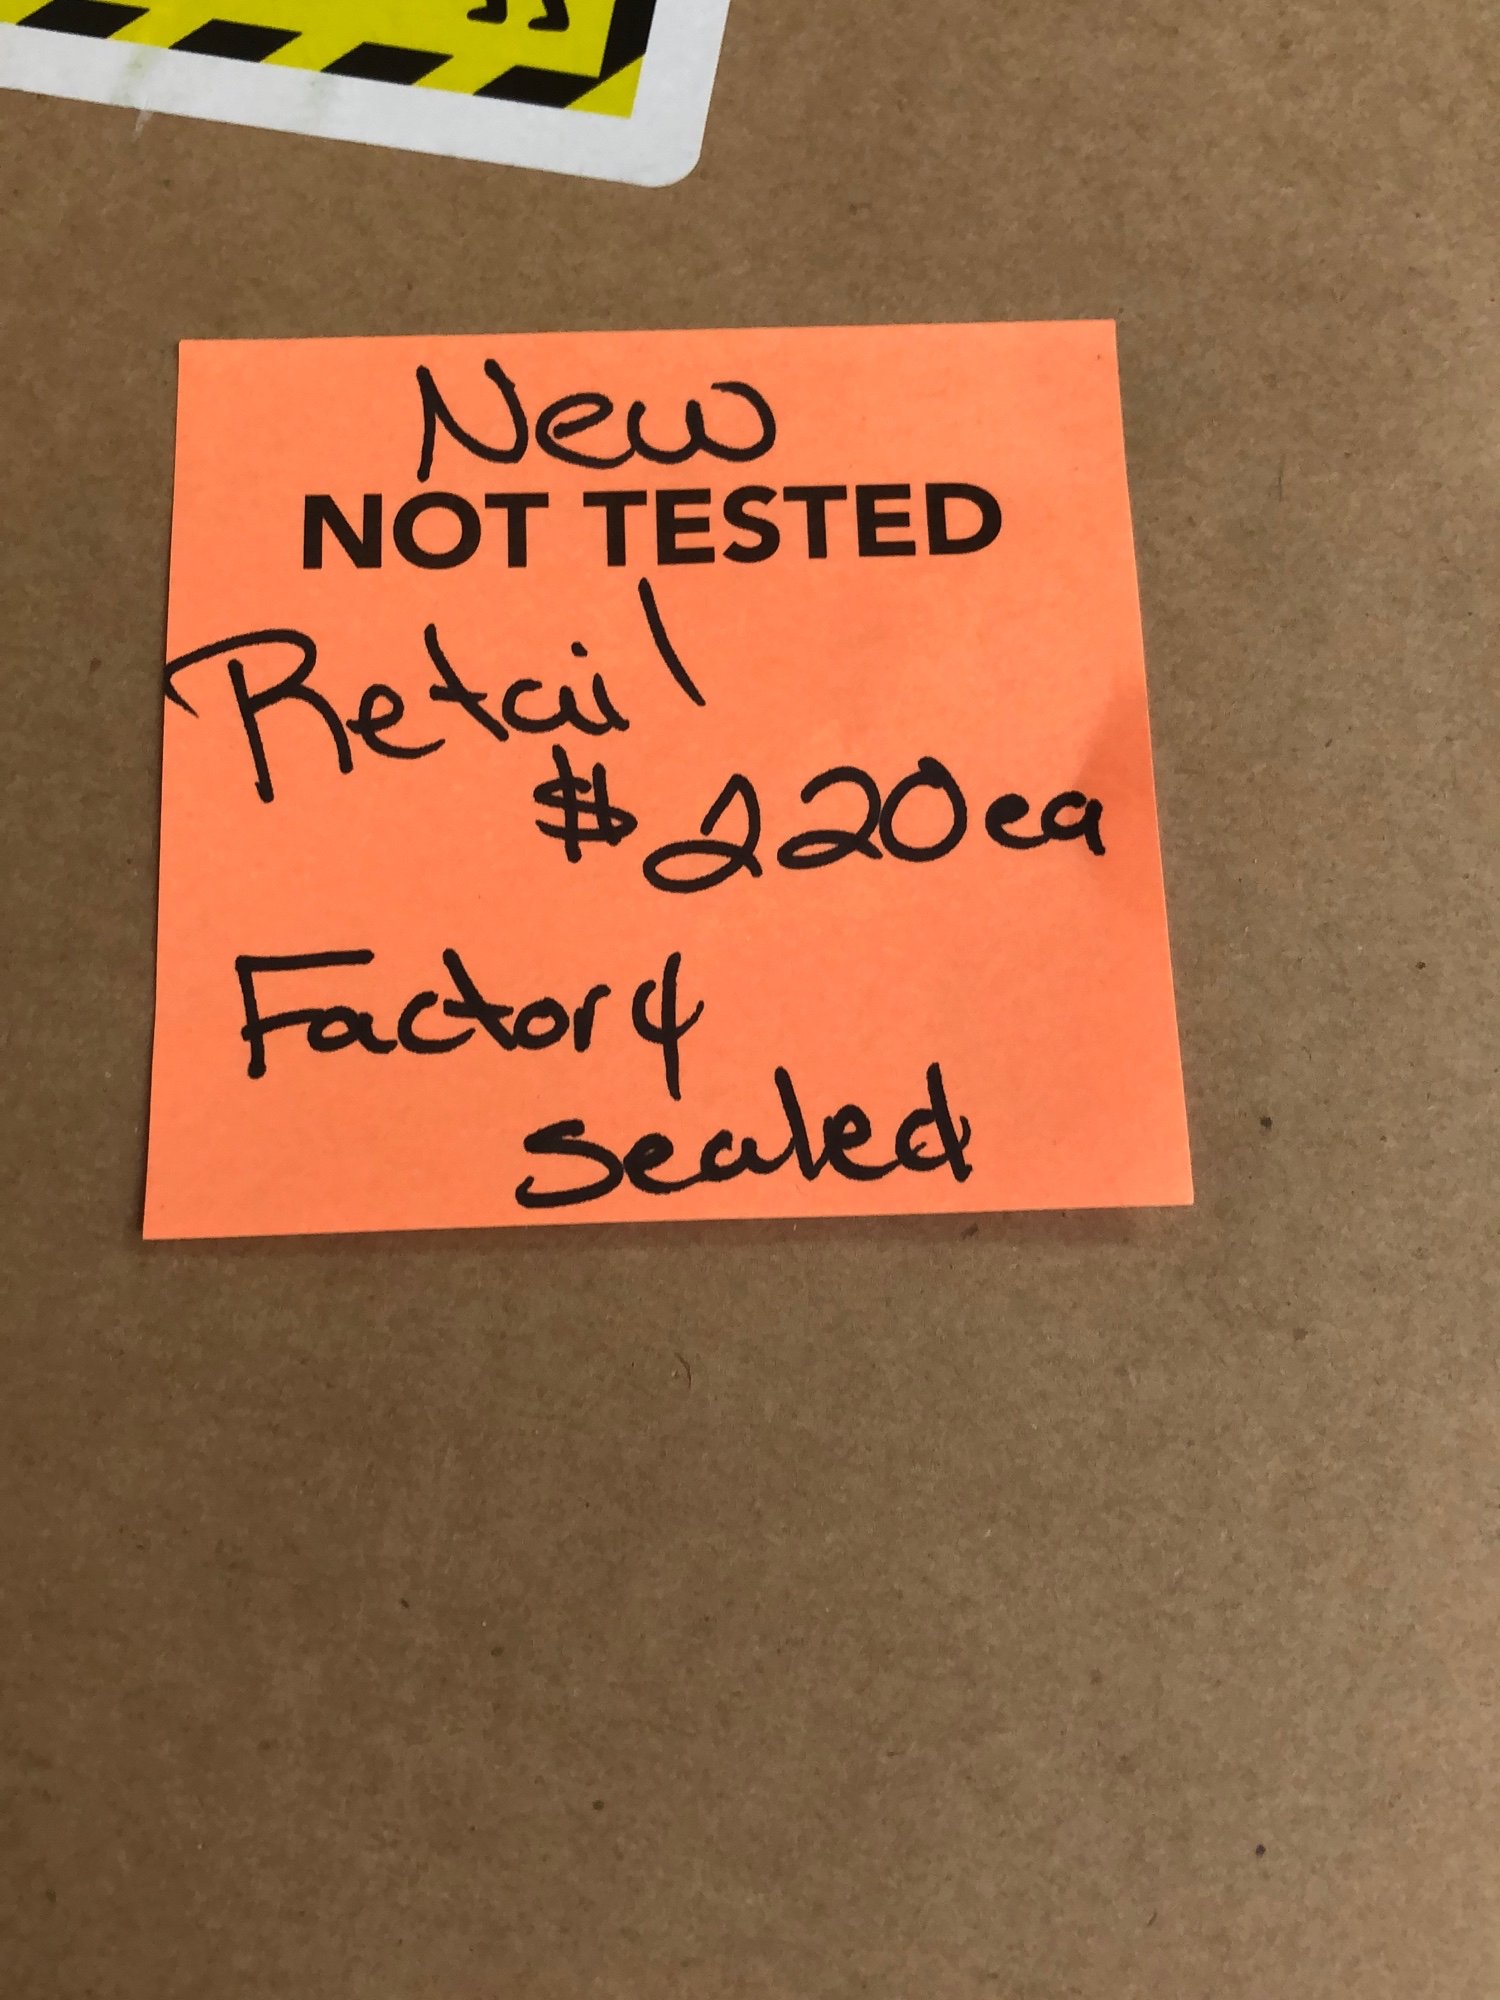 New
NOT TESTED
Retail
$220ea
Factory
sealed